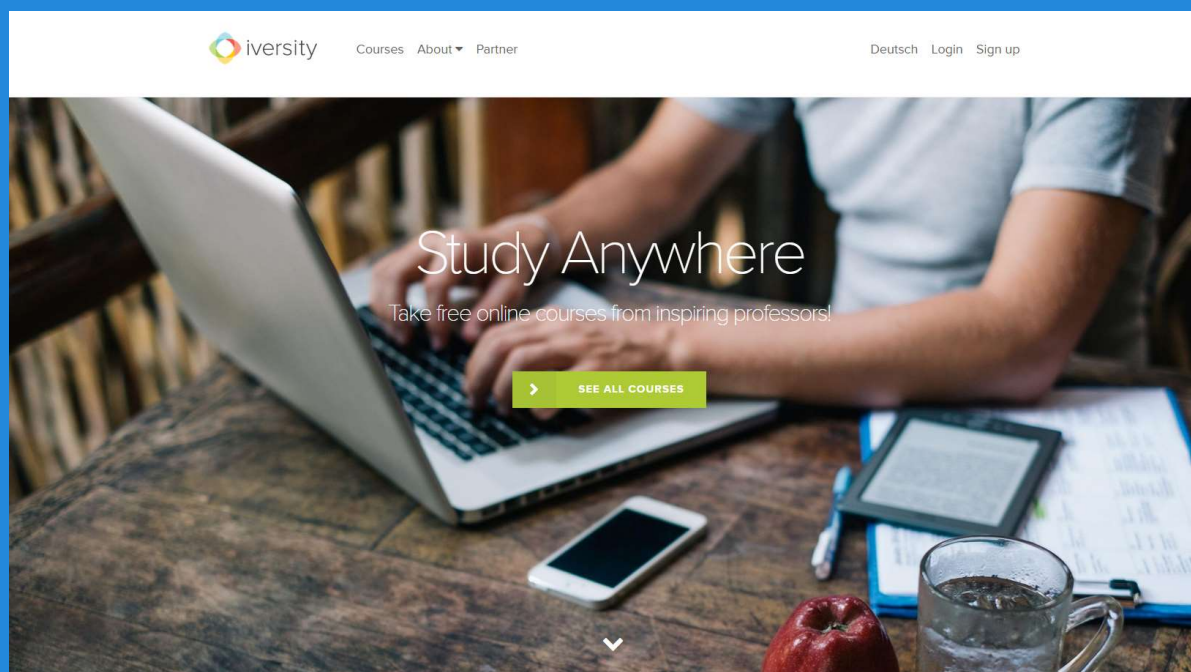 iversity
Courses About Partner
Deutsch Login Sign up
Study Anywhere
Take free online courses from inspiring professors!
SEE ALL COURSES